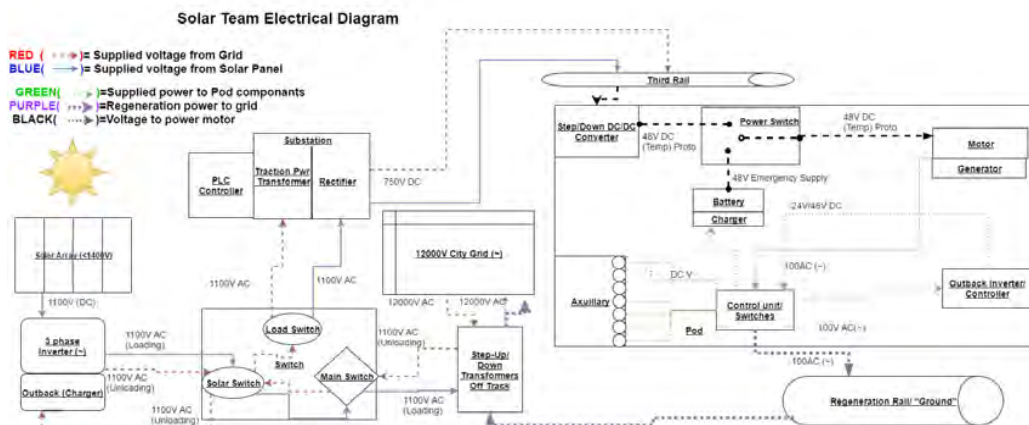 Solar Team Electrical Diagram
RED ( )= Supplied voltage from Grid
BLUE( )= Supplied voltage from Solar Panel
GREEN( )=Supplied power to Pod componants
PURPLE( )=Regeneration power to grid
BLACK( )=Voltage to power motor
Third Rail
Substation
PLC
Controller
Traction Pwr
Transformer
Rectifier
750V DC
Step/Down DC/DC
Converter
48V DC
(Temp) Proto
Power Switch
48V DC
(Temp) Proto
Motor
Generator
48V Emergency Supply
Battery
Charger
24V/48V DC
Solar Array (<1400V)
1100V (DC)
1100V AC
1100V AC
12000V City Grid (~)
12000V AC
12000V AC
Auxillary
DC V
100AC (~)
Control unit/
Switches
Pod
Outback Inverter/
Controller
100V AC(~)
100AC (~)
3 phase
Inverter (~)
Outback (Charger)
1100V AC
(Loading)
1100V AC
(Unloading)
1100V AC
(Unloading)
Load Switch
Switch
Solar Switch
Main Switch
1100V AC
(Unloading)
1100V AC
(Loading)
Step-Up/
Down
Transformers
Off Track
Regeneration Rail/ "Ground"